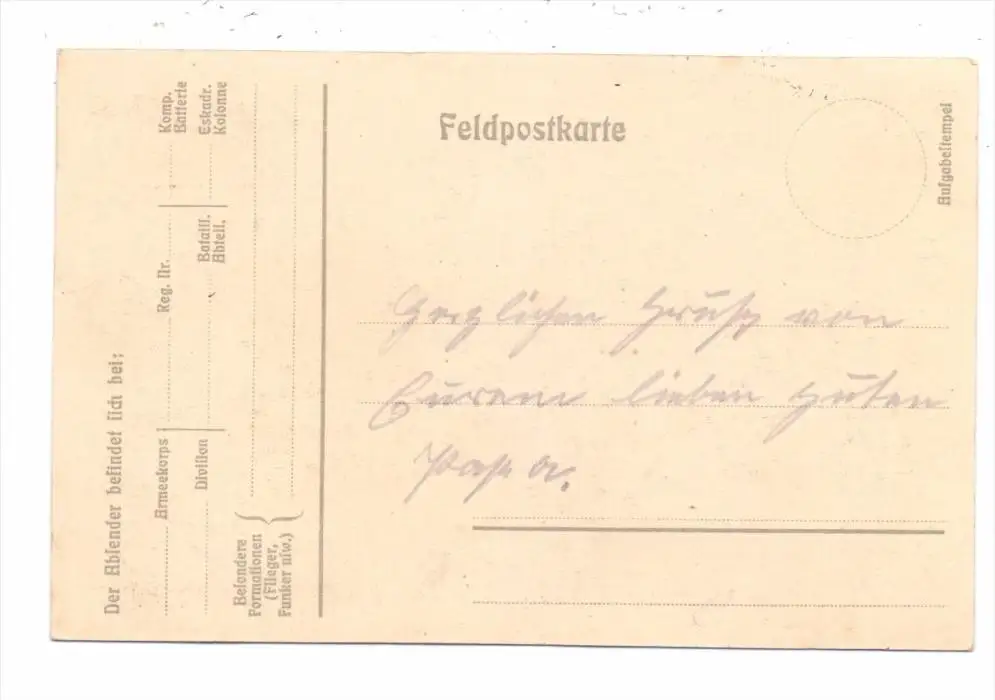 Feldpostkarte
Aufgabestempel
Herzlichen Gruß von
Eurem lieben guten
Papa.
Der Absender befindet sich bei:
Armeekorps
Reg. Nr.
Komp.
Batterie
Division
Bataill.
Abteil.
Eskadr.
Kolonne
Besondere
Formationen
(Flieger,
Funker usw.)